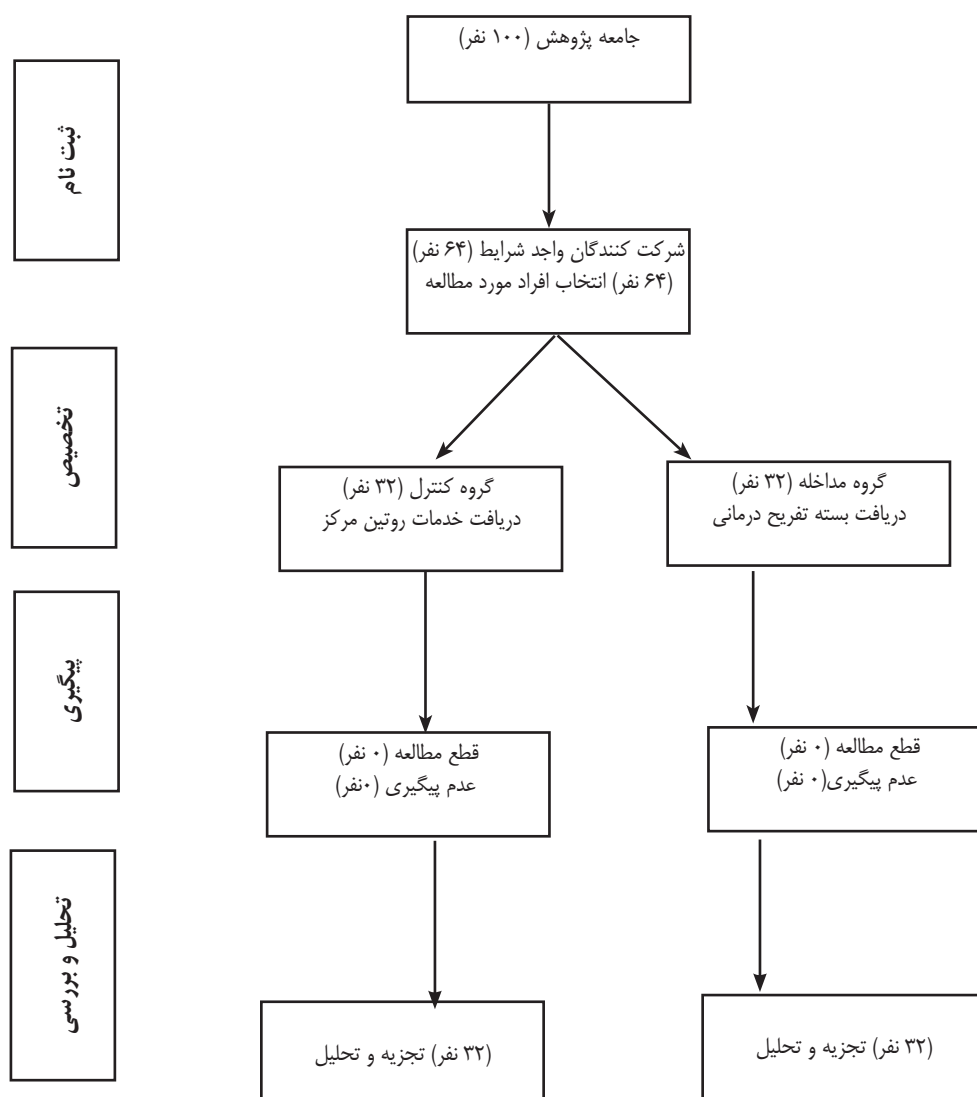 جامعه پژوهش (۱۰۰ نفر)
ثبت نام
شرکت کنندگان واجد شرایط (۶۴ نفر)
(۶۴ نفر) انتخاب افراد مورد مطالعه
تخصیص
گروه مداخله (۳۲ نفر)
دریافت بسته تفریح درمانی
گروه کنترل (۳۲ نفر)
دریافت خدمات روتین مرکز
پیگیری
قطع مطالعه (۰ نفر)
عدم پیگیری(۰ نفر)
قطع مطالعه (۰ نفر)
عدم پیگیری (۰نفر)
تحلیل و بررسی
(۳۲ نفر) تجزیه و تحلیل
(۳۲ نفر) تجزیه و تحلیل